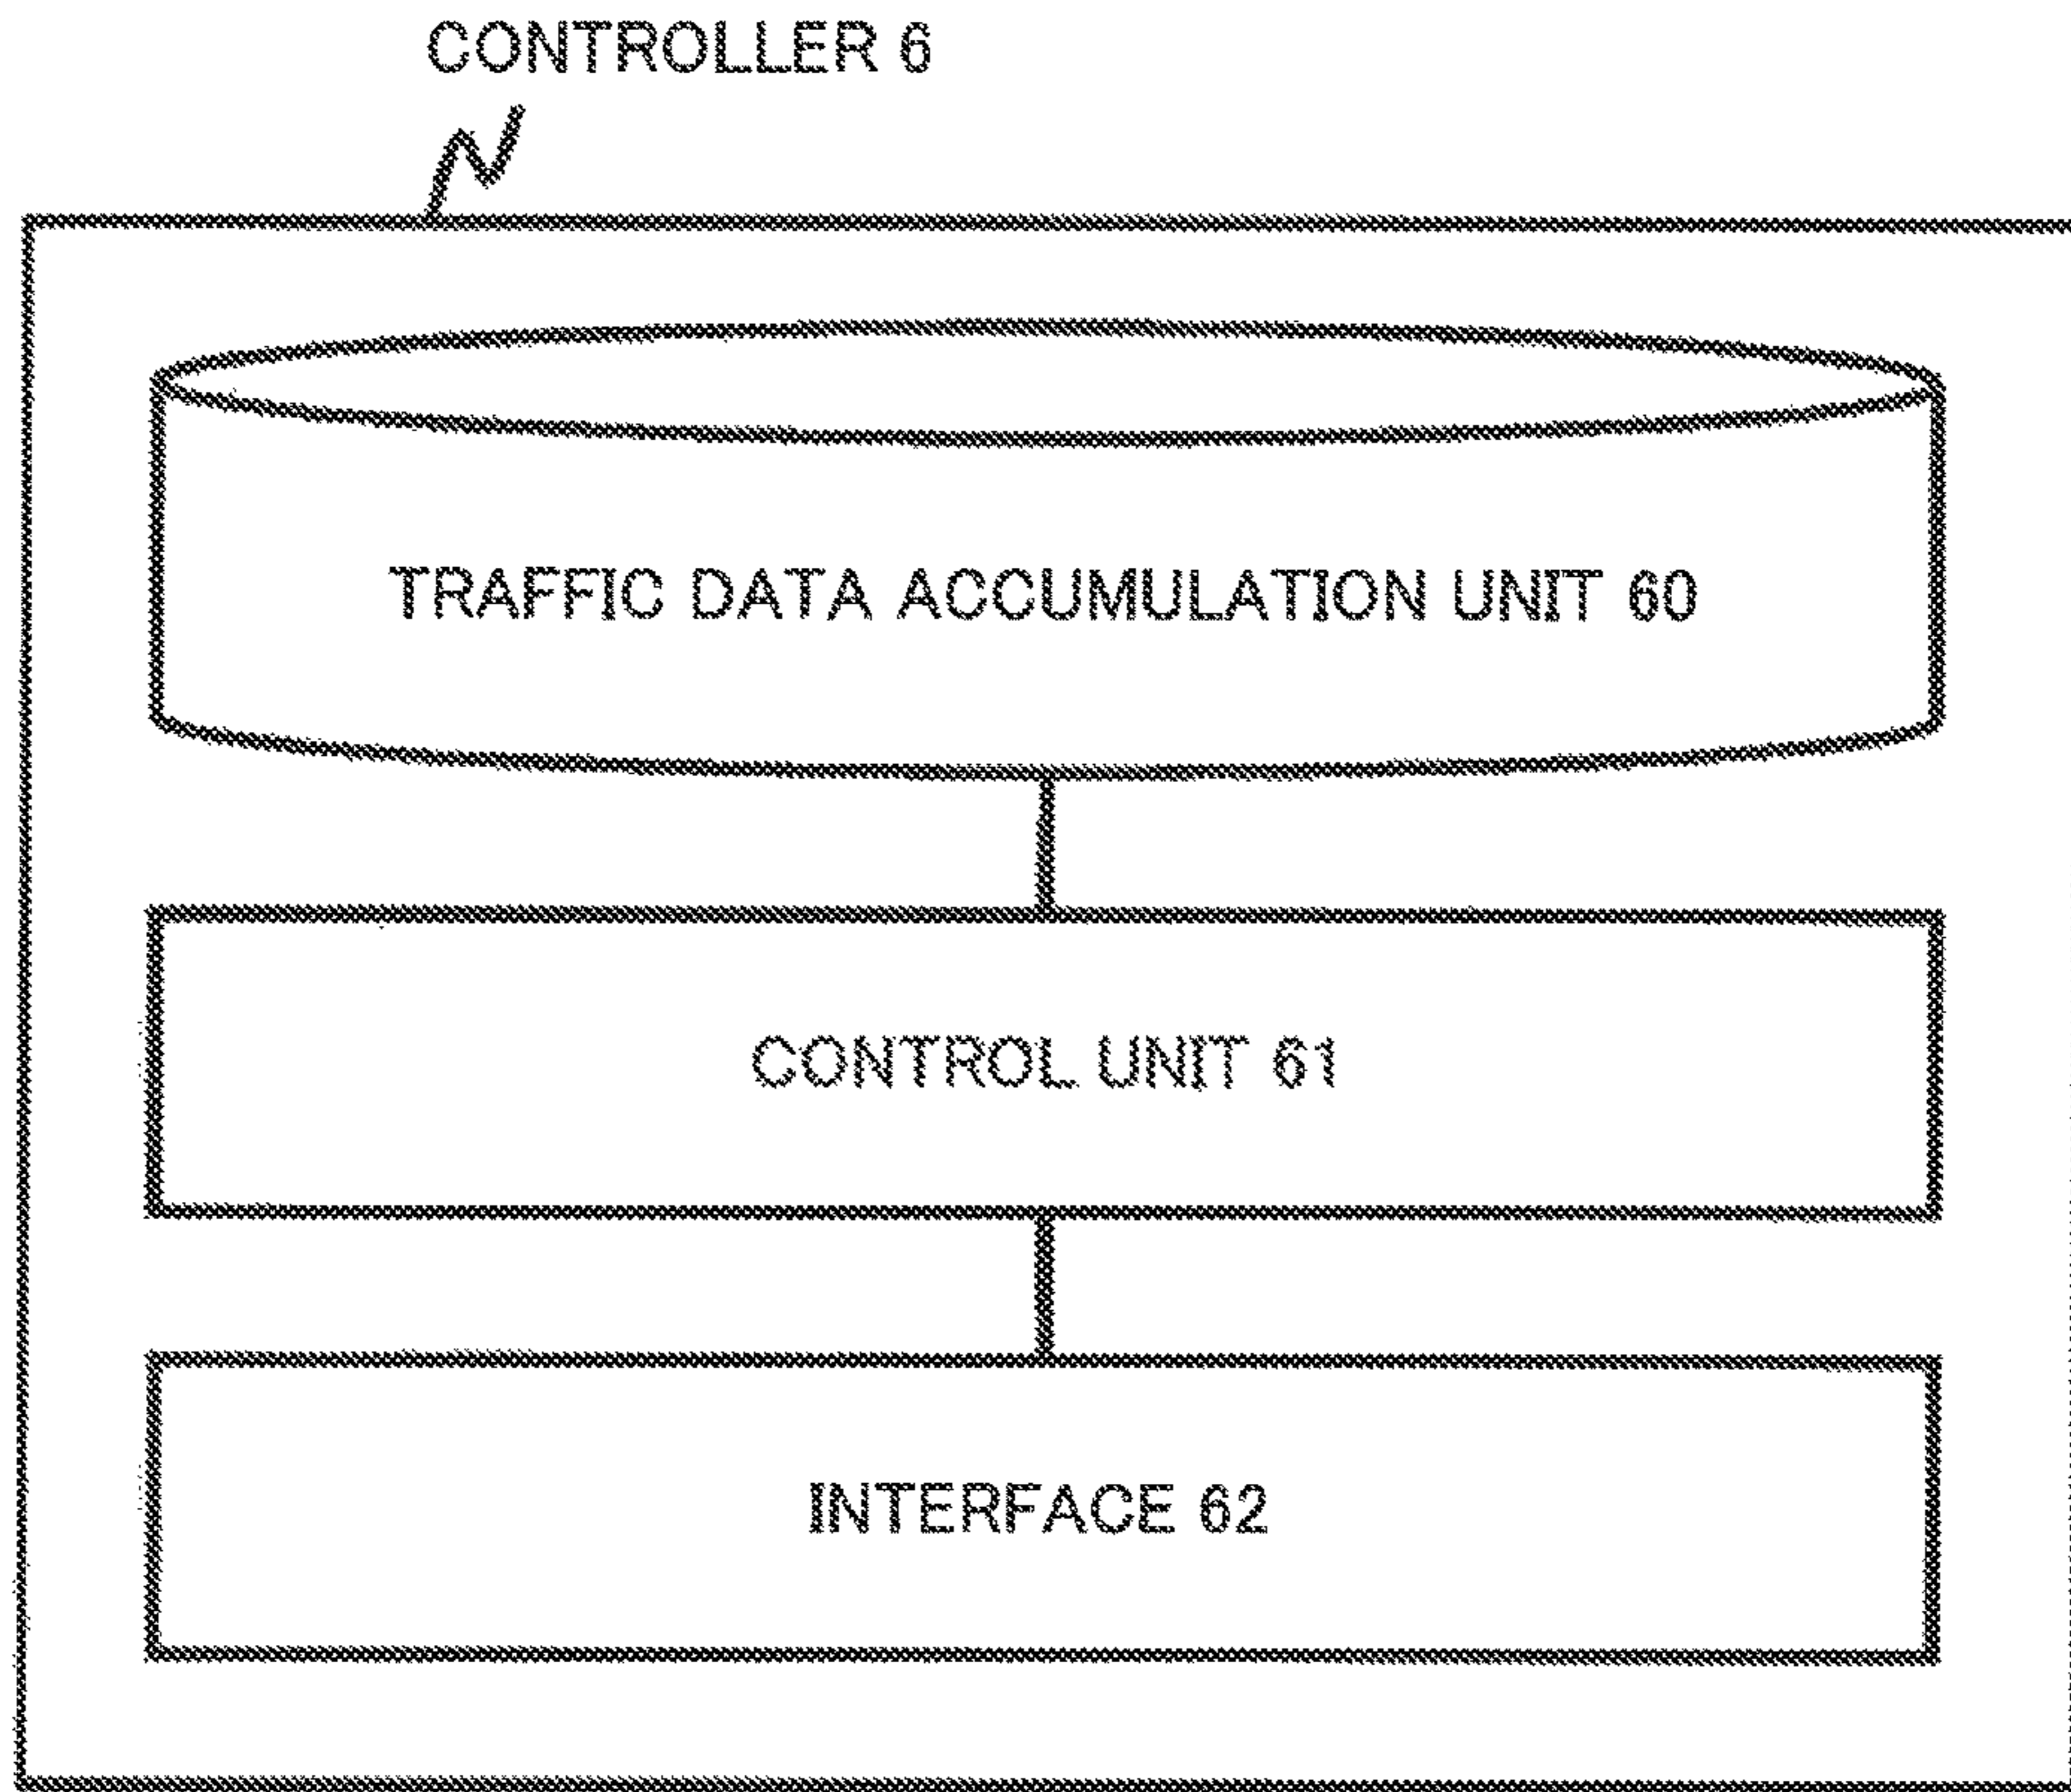 CONTROLLER 6
TRAFFIC DATA ACCUMULATION UNIT 60
CONTROL UNIT 61
INTERFACE 62